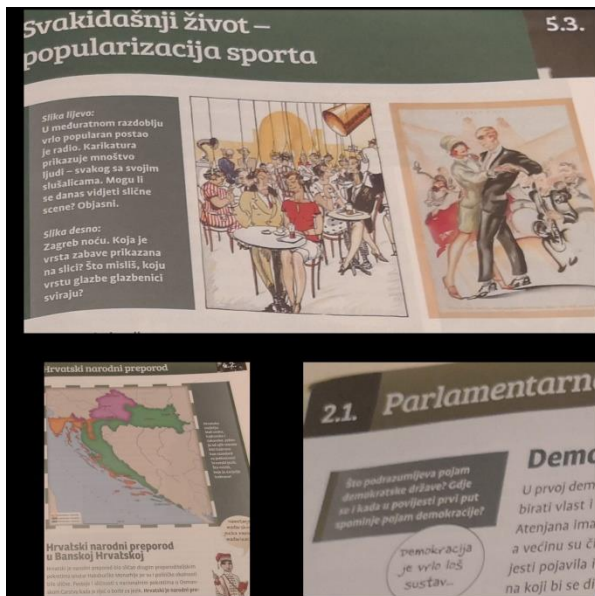 Svakidašnji život –
popularizacija sporta
5.3.
Slika lijevo:
U međuratnom razdoblju
vrlo popularan postao
je radio. Karikatura
prikazuje mnoštvo
ljudi – svakog sa svojim
slušalicama. Mogu li
se danas vidjeti slične
scene? Objasni.
Slika desno:
Zagreb noću. Koja je
vrsta zabave prikazana
na slici? Što misliš, koju
vrstu glazbe glazbenici
sviraju?
Hrvatski narodni preporod
Hrvatski narodni preporod
u Banskoj Hrvatskoj
2.1. Parlamentarn
Što podrazumijeva pojam
demokratske države? Gdje
se i kada u povijesti prvi put
spominje pojam demokracije?
Demokracija
je vrlo loš
sustav...
Demo
U prvoj dem
birati vlast i
Atenjana ima
a većinu su či
jesti pojavila i
na koji bi se di